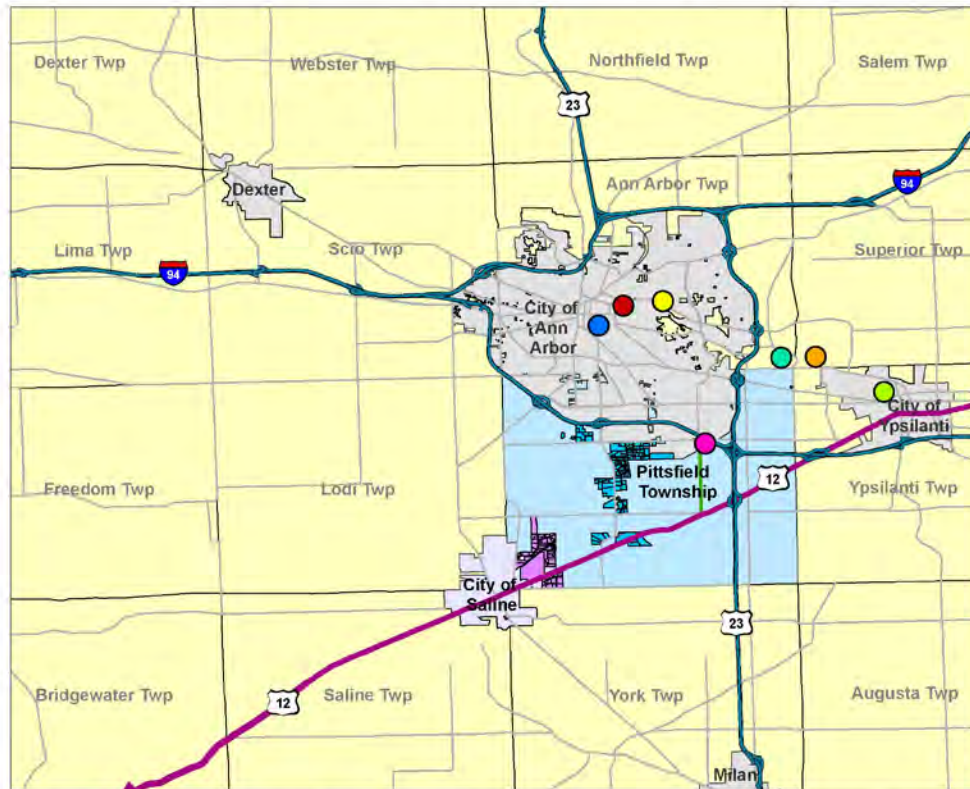 Dexter Twp
Webster Twp
Northfield Twp
Salem Twp
23
94
Dexter
Ann Arbor Twp
Lima Twp
Scio Twp
Superior Twp
94
City of
Ann
Arbor
City of
Ypsilanti
Pittsfield
Township
12
Freedom Twp
Lodi Twp
Ypsilanti Twp
City of
Saline
23
Bridgewater Twp
12
Saline Twp
York Twp
Augusta Twp
Milan